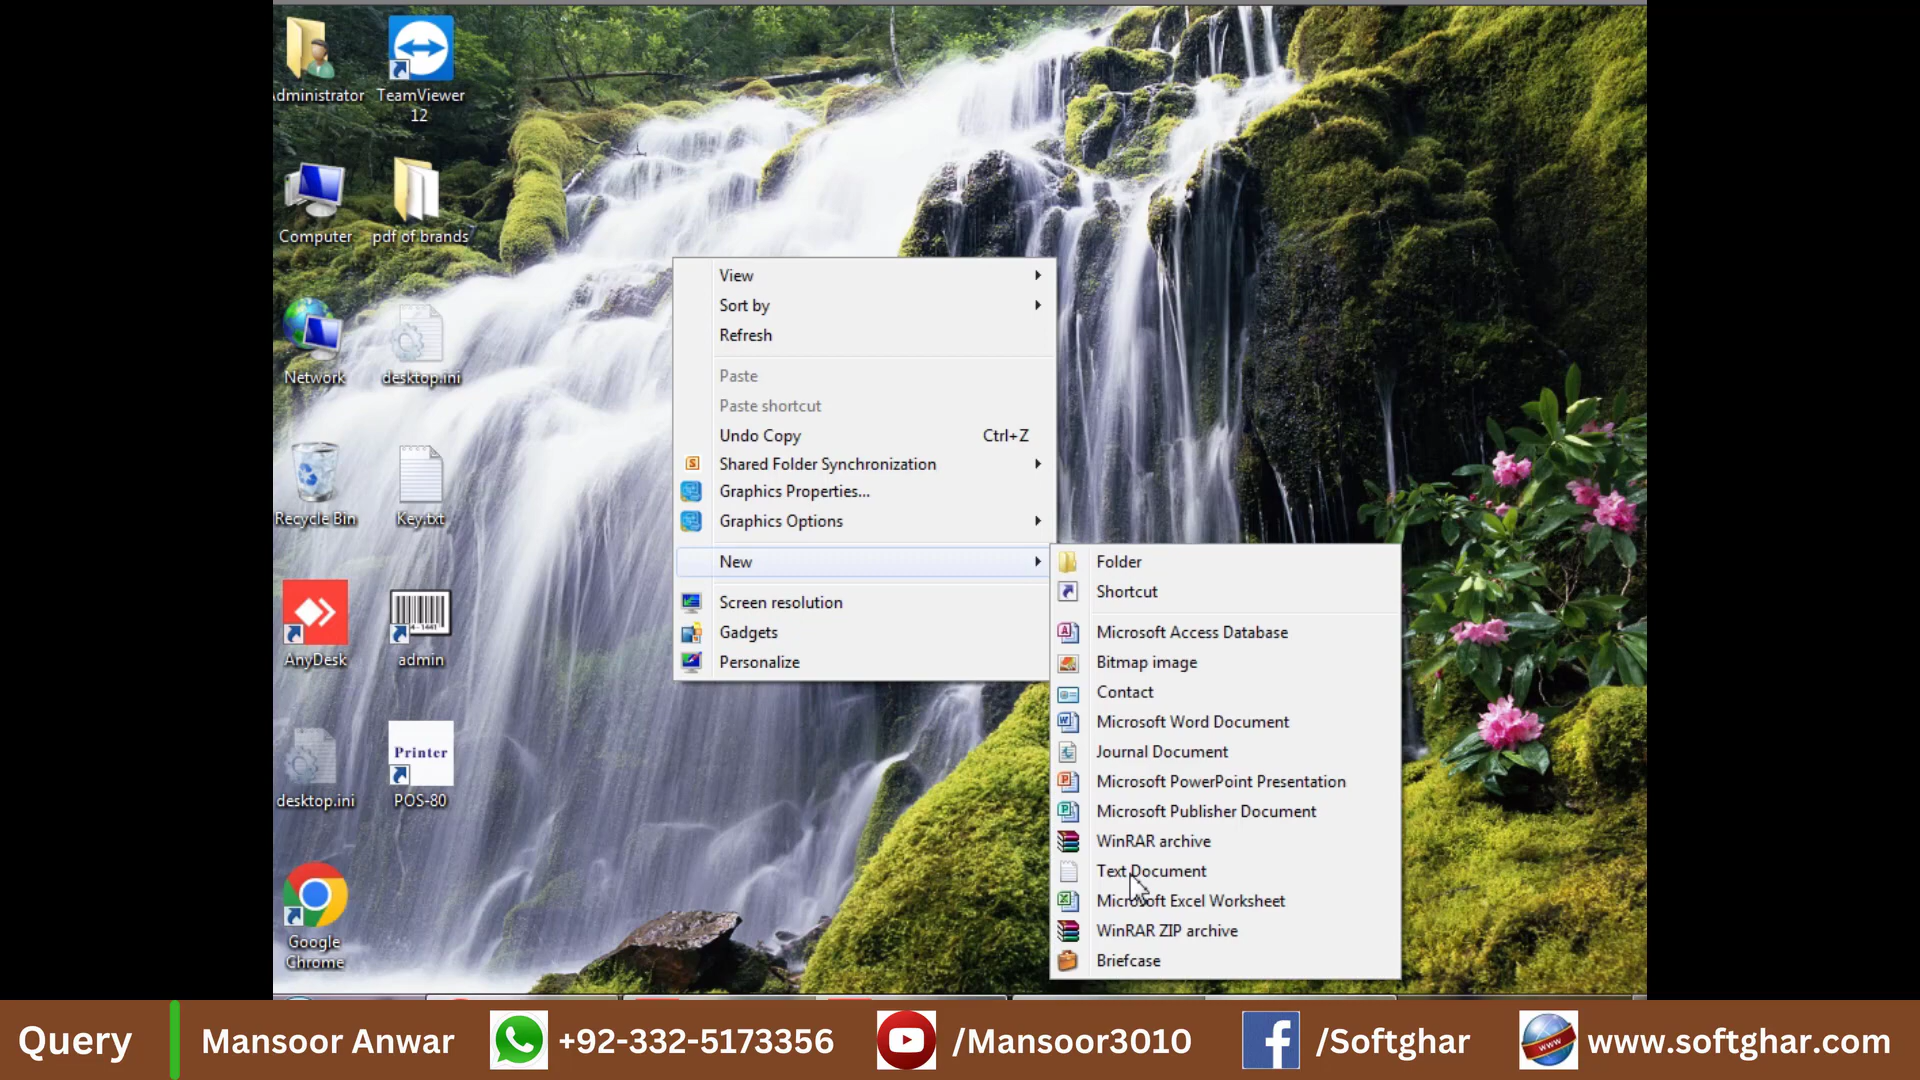 Administrator
TeamViewer
12
Computer
pdf of brands
Network
desktop.ini
Recycle Bin
Key.txt
AnyDesk
4-1441
admin
desktop.ini
Printer
POS-80
Google
Chrome
View
Sort by
Refresh
Paste
Paste shortcut
Undo Copy Ctrl+Z
Shared Folder Synchronization
Graphics Properties...
Graphics Options
New
Screen resolution
Gadgets
Personalize
Folder
Shortcut
Microsoft Access Database
Bitmap image
Contact
Microsoft Word Document
Journal Document
Microsoft PowerPoint Presentation
Microsoft Publisher Document
WinRAR archive
Text Document
Microsoft Excel Worksheet
WinRAR ZIP archive
Briefcase
Query Mansoor Anwar +92-332-5173356 /Mansoor3010 /Softghar www.softghar.com